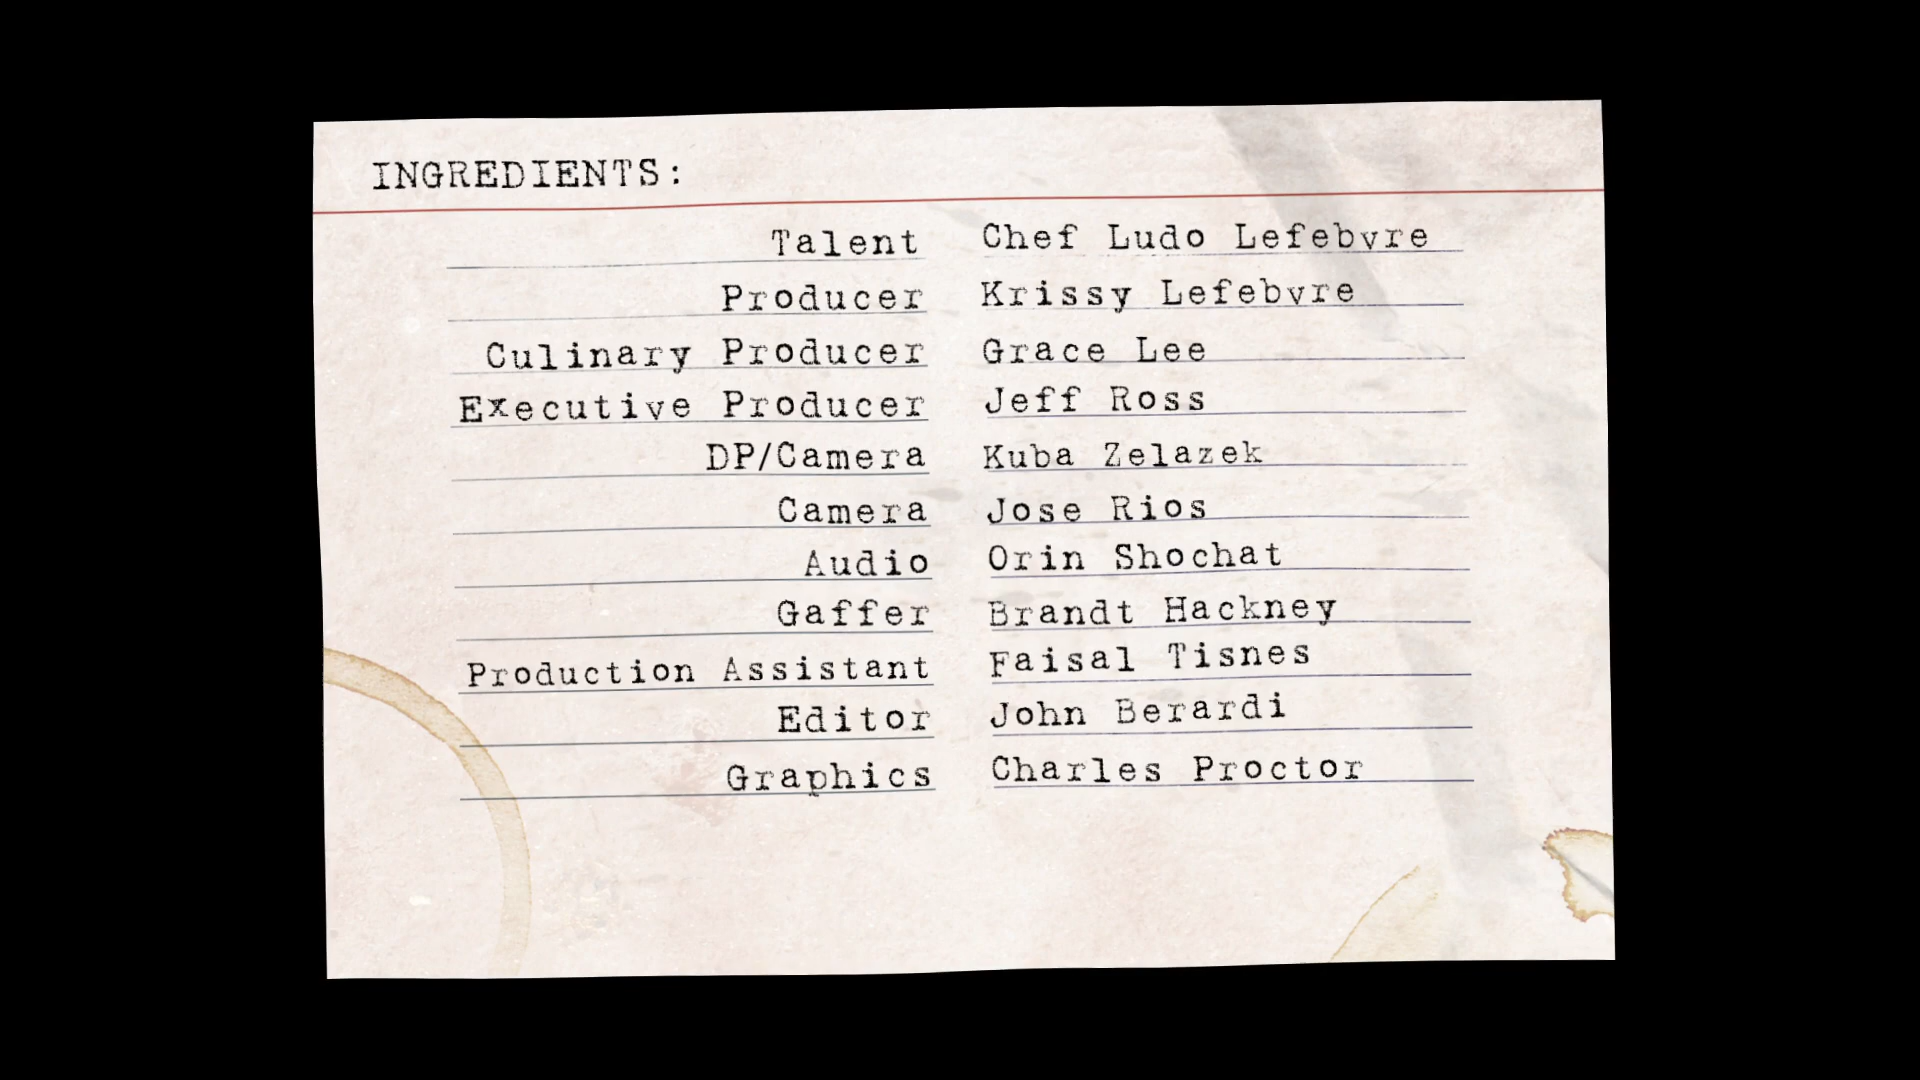 INGREDIENTS:
Talent Chef Ludo Lefebvre
Producer Krissy Lefebvre
Culinary Producer Grace Lee
Executive Producer Jeff Ross
DP/Camera Kuba Zelazek
Camera Jose Rios
Audio Orin Shochat
Gaffer Brandt Hackney
Production Assistant Faisal Tisnes
Editor John Berardi
Graphics Charles Proctor